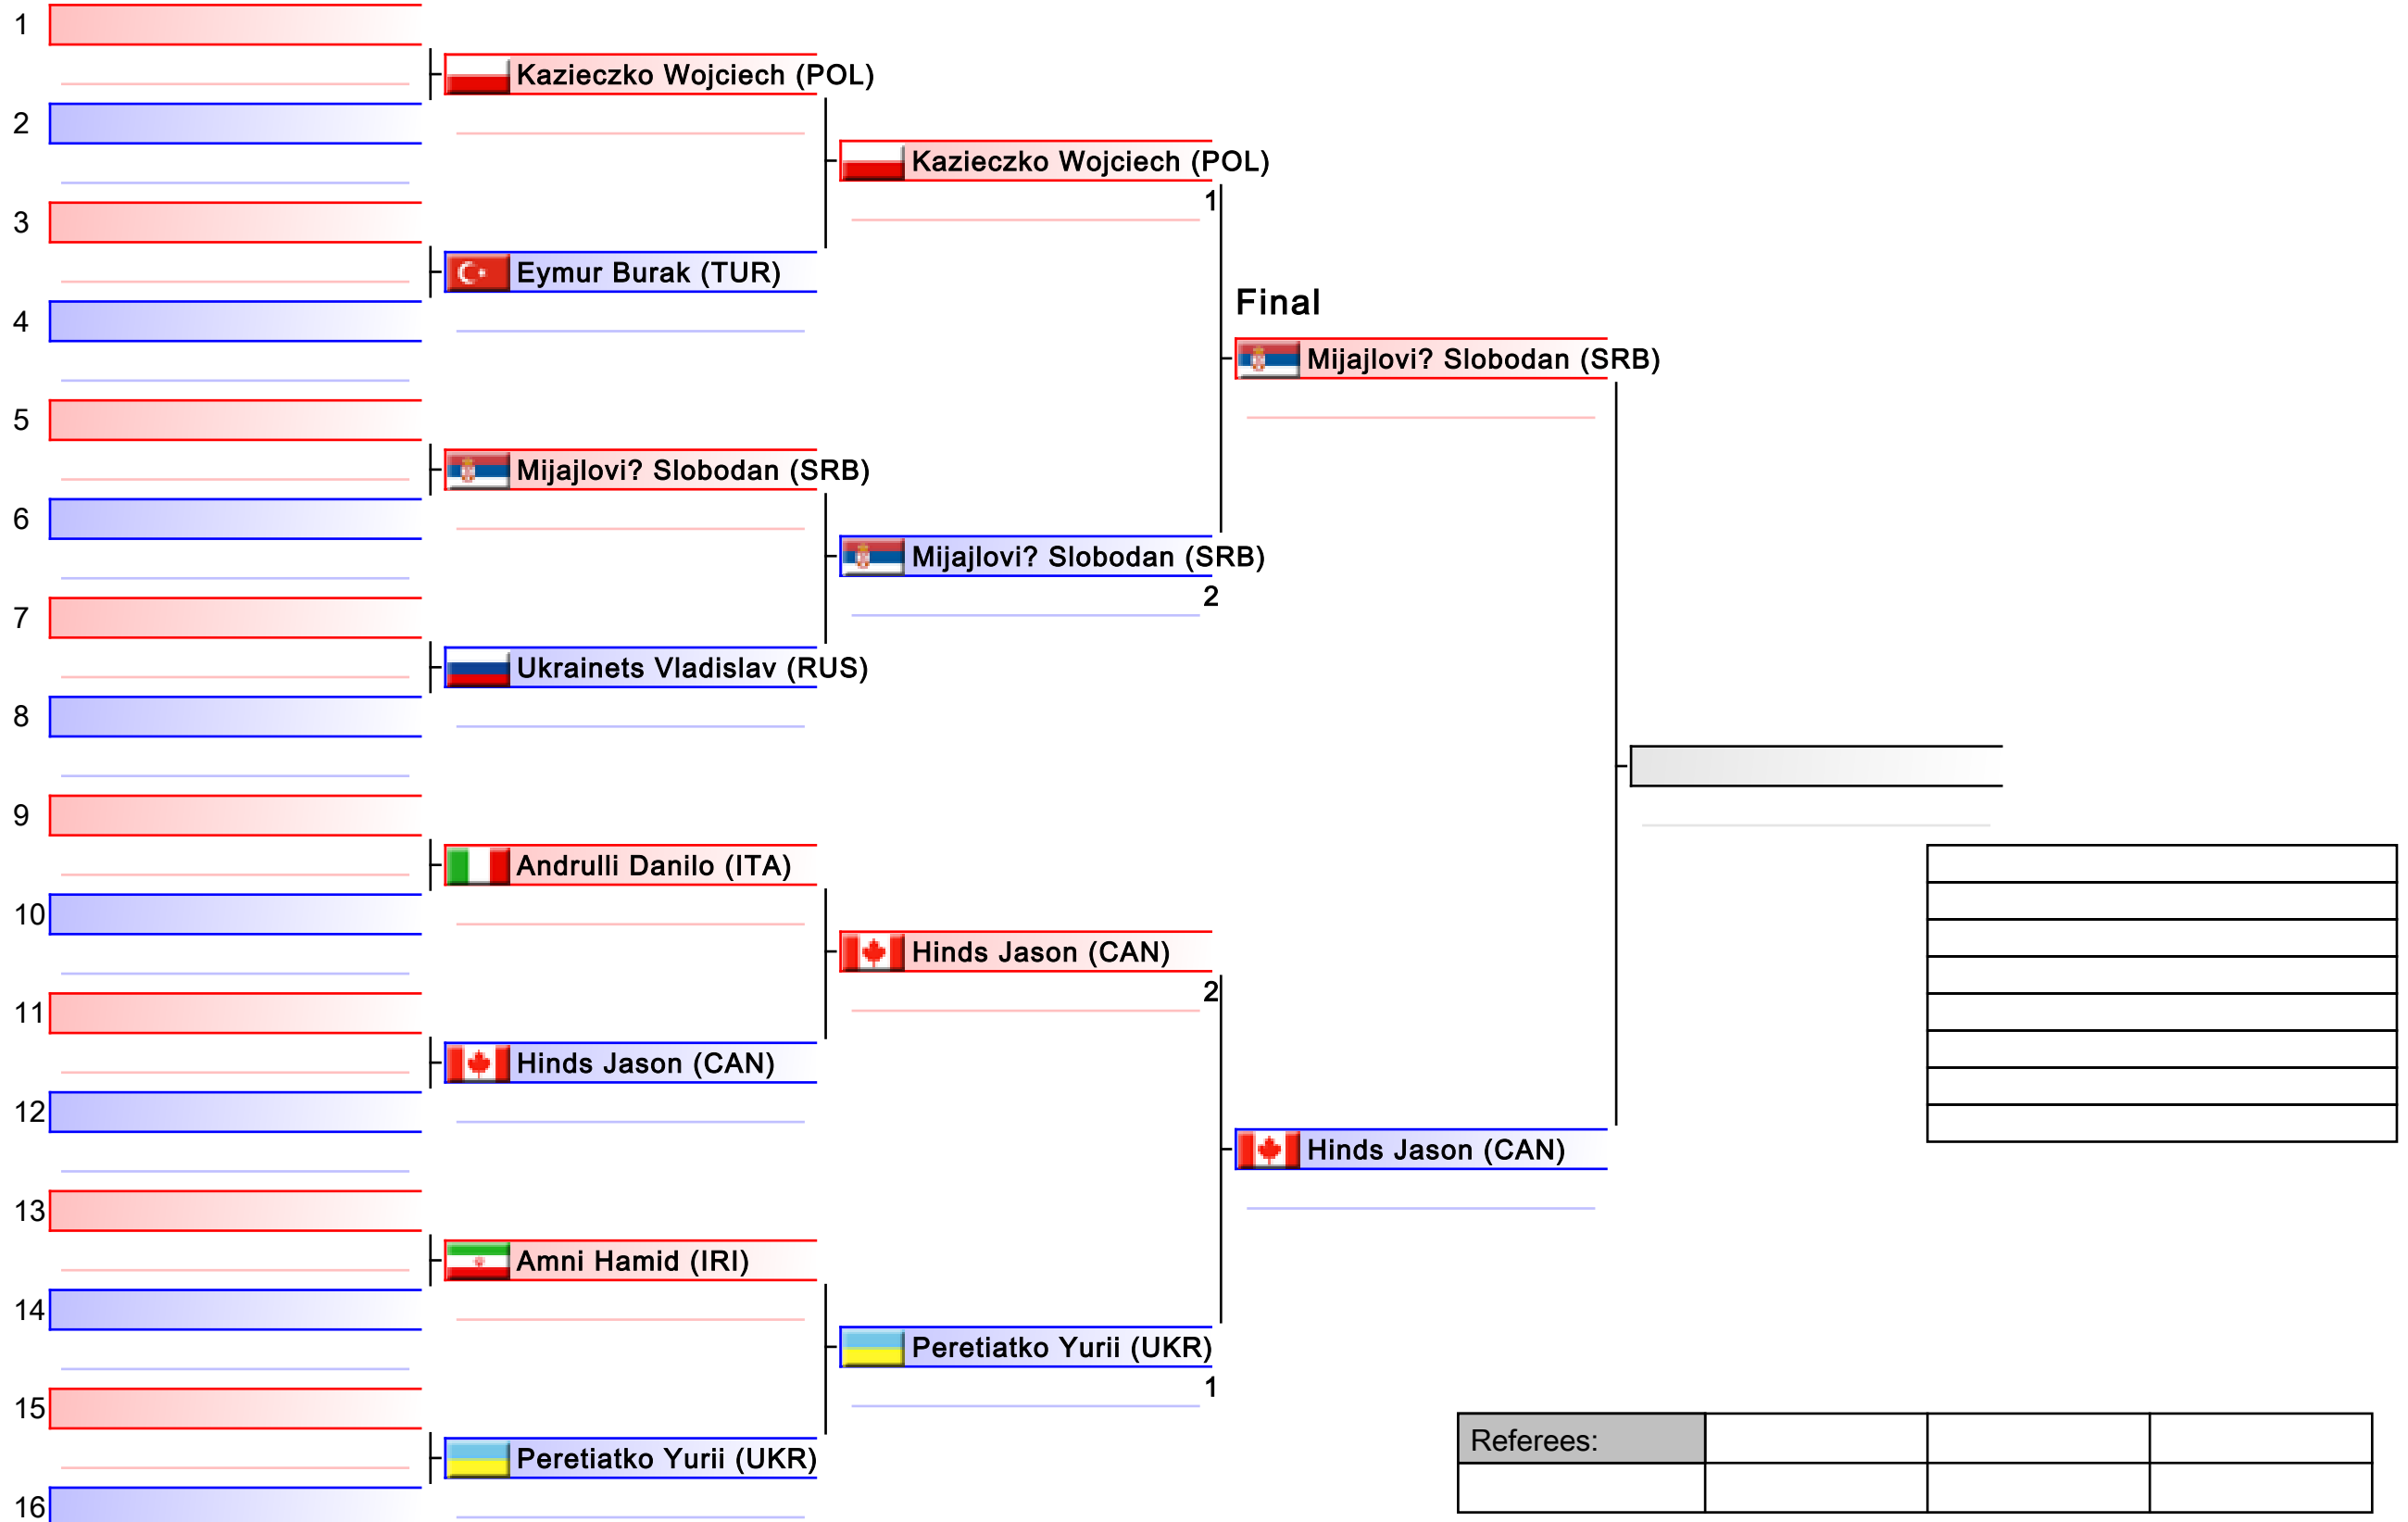 1
Kazieczko Wojciech (POL)
2
Kazieczko Wojciech (POL)
1
3
Eymur Burak (TUR)
Final
4
Mijajlovi? Slobodan (SRB)
5
Mijajlovi? Slobodan (SRB)
6
Mijajlovi? Slobodan (SRB)
2
7
Ukrainets Vladislav (RUS)
8
9
Andrulli Danilo (ITA)
10
Hinds Jason (CAN)
2
11
Hinds Jason (CAN)
12
Hinds Jason (CAN)
13
Amni Hamid (IRI)
14
Peretiatko Yurii (UKR)
1
15
Referees:
Peretiatko Yurii (UKR)
16